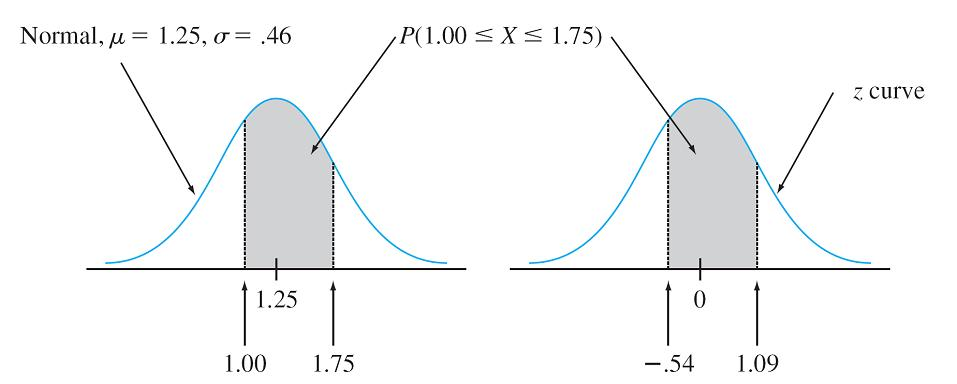 Normal, μ = 1.25, σ = .46
P(1.00 ≤ X ≤ 1.75)
z curve
1.25
0
1.00
1.75
−.54
1.09